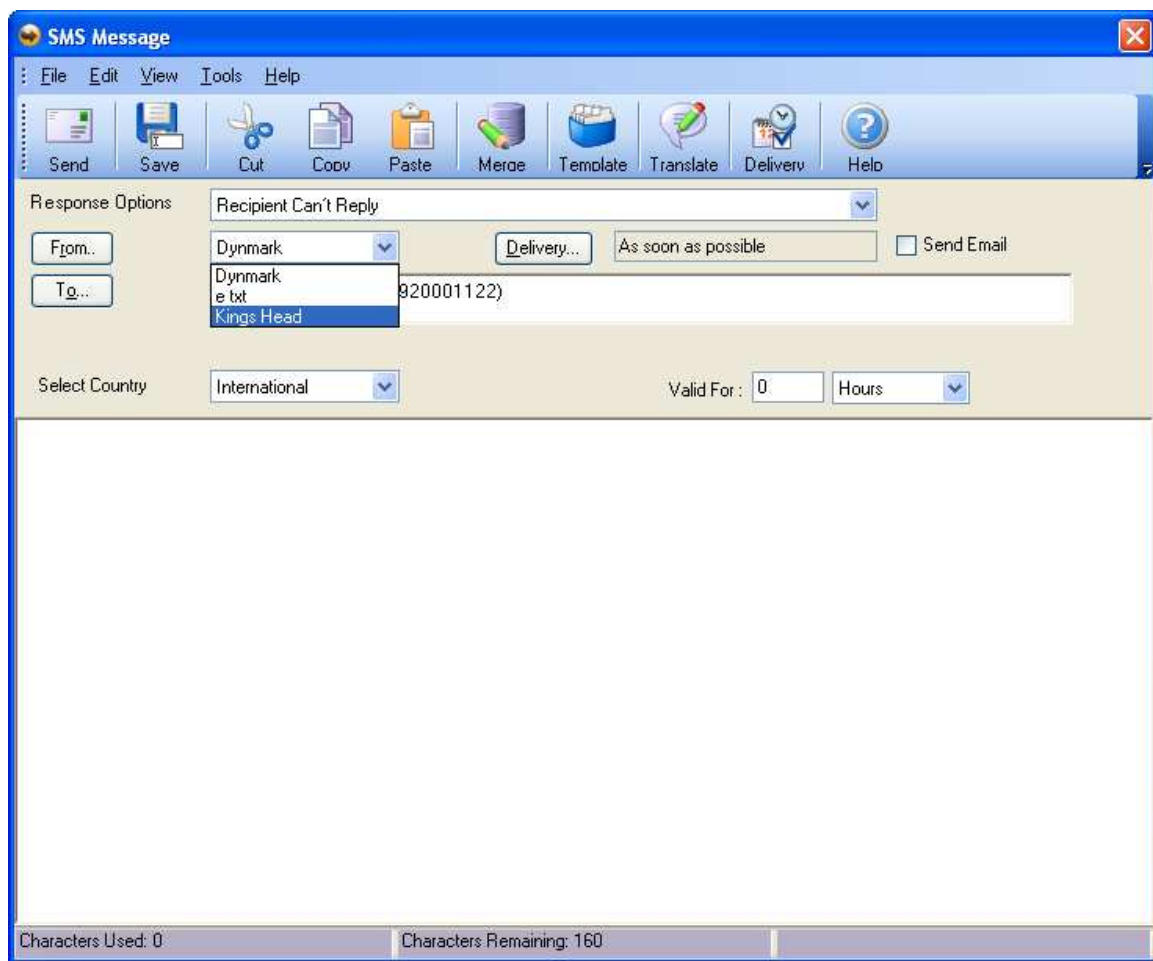 SMS Message
File Edit View Tools Help
Send Save Cut Copy Paste Merge Template Translate Delivery Help
Response Options Recipient Can't Reply
From.. Dynmark Delivery... As soon as possible Send Email
Dynmark
To... 920001122)
e txt
Kings Head
Select Country International Valid For : 0 Hours
Characters Used: 0 Characters Remaining: 160